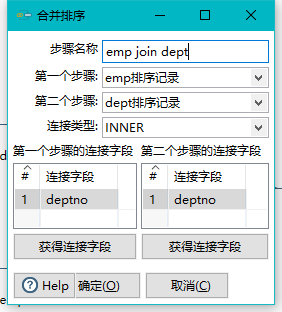 合并排序
步骤名称 emp join dept
第一个步骤: emp排序记录
第二个步骤: dept排序记录
连接类型: INNER
第一个步骤的连接字段 第二个步骤的连接字段
# 连接字段 # 连接字段
1 deptno 1 deptno
获得连接字段 获得连接字段
Help 确定(O) 取消(C)